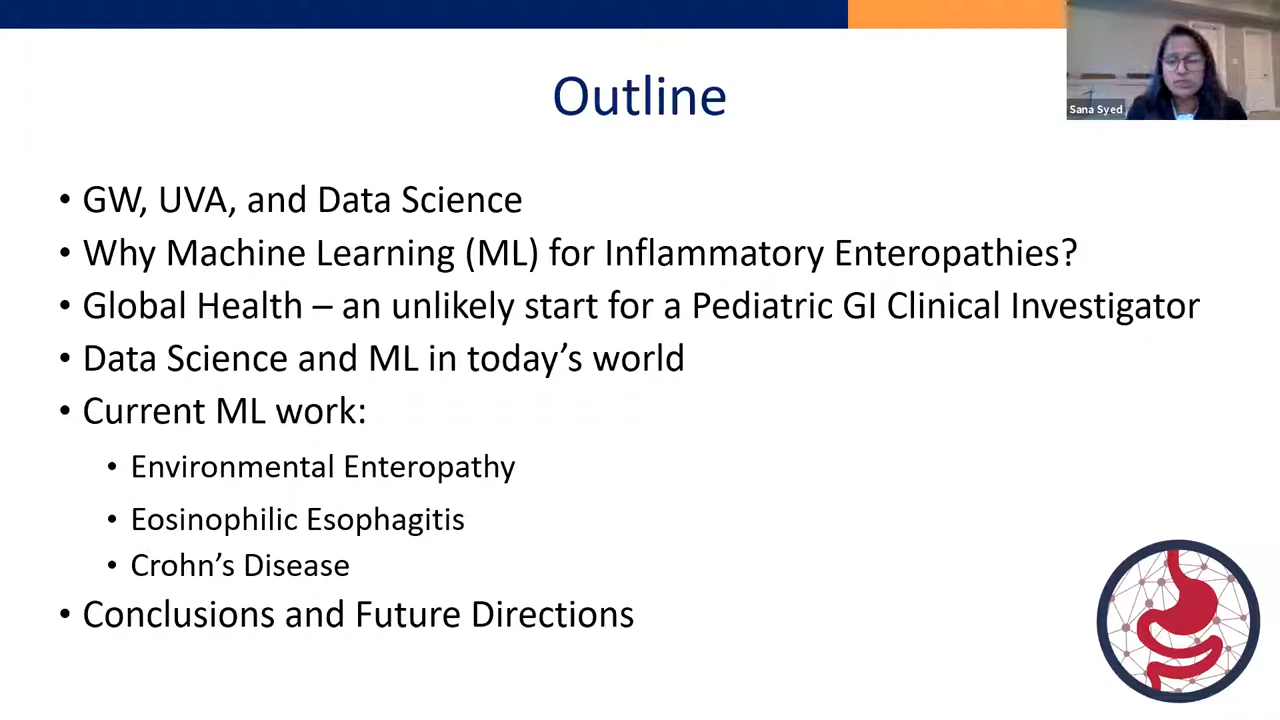 Outline
Sana Syed
• GW, UVA, and Data Science
• Why Machine Learning (ML) for Inflammatory Enteropathies?
• Global Health – an unlikely start for a Pediatric GI Clinical Investigator
• Data Science and ML in today’s world
• Current ML work:
• Environmental Enteropathy
• Eosinophilic Esophagitis
• Crohn’s Disease
• Conclusions and Future Directions